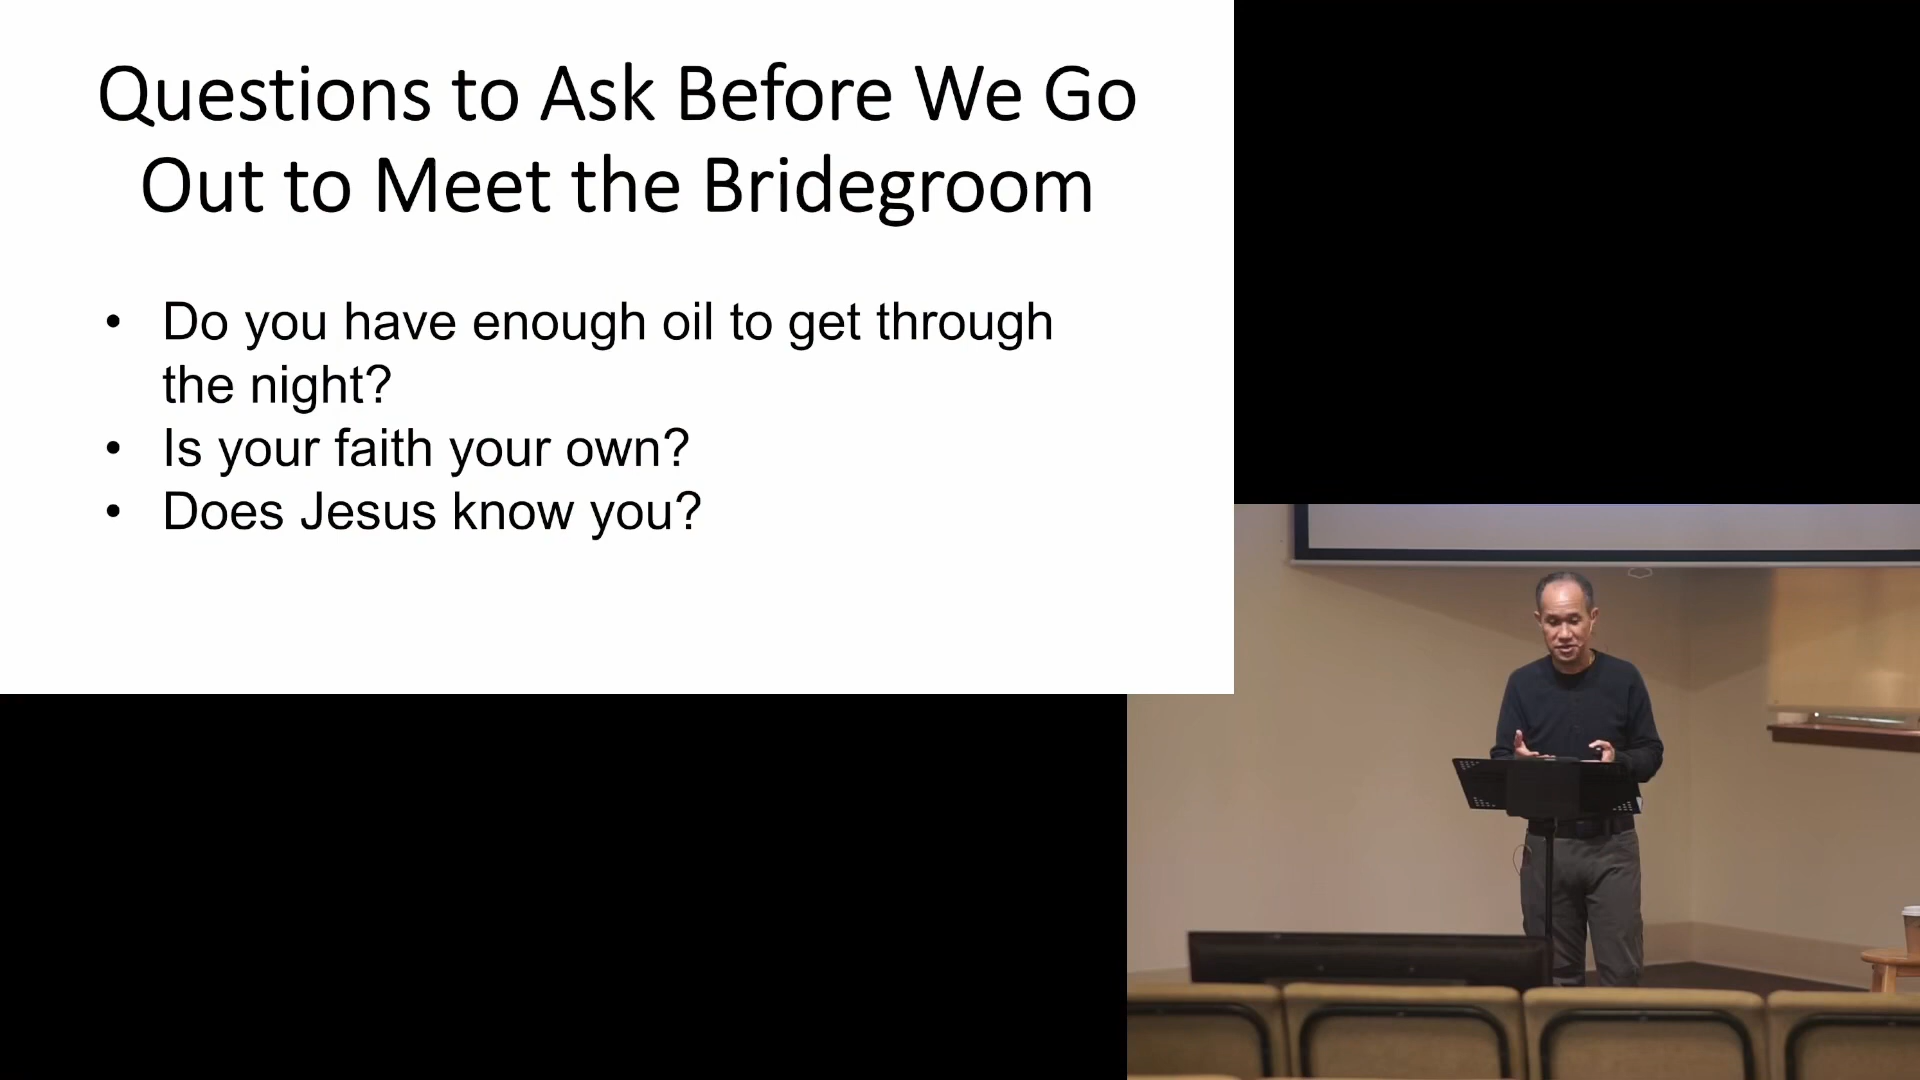 Questions to Ask Before We Go
Out to Meet the Bridegroom
• Do you have enough oil to get through
the night?
• Is your faith your own?
• Does Jesus know you?